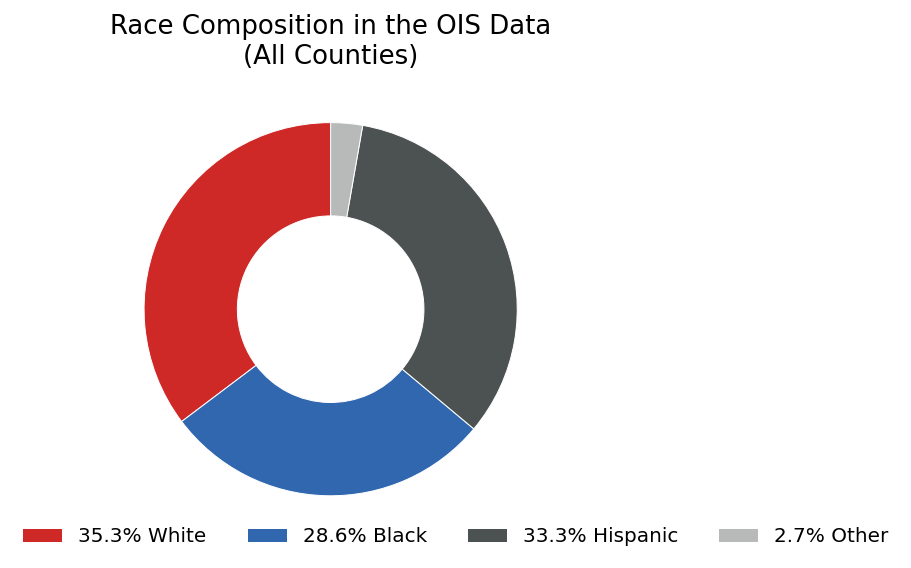 Race Composition in the OIS Data
(All Counties)
35.3% White
28.6% Black
33.3% Hispanic
2.7% Other